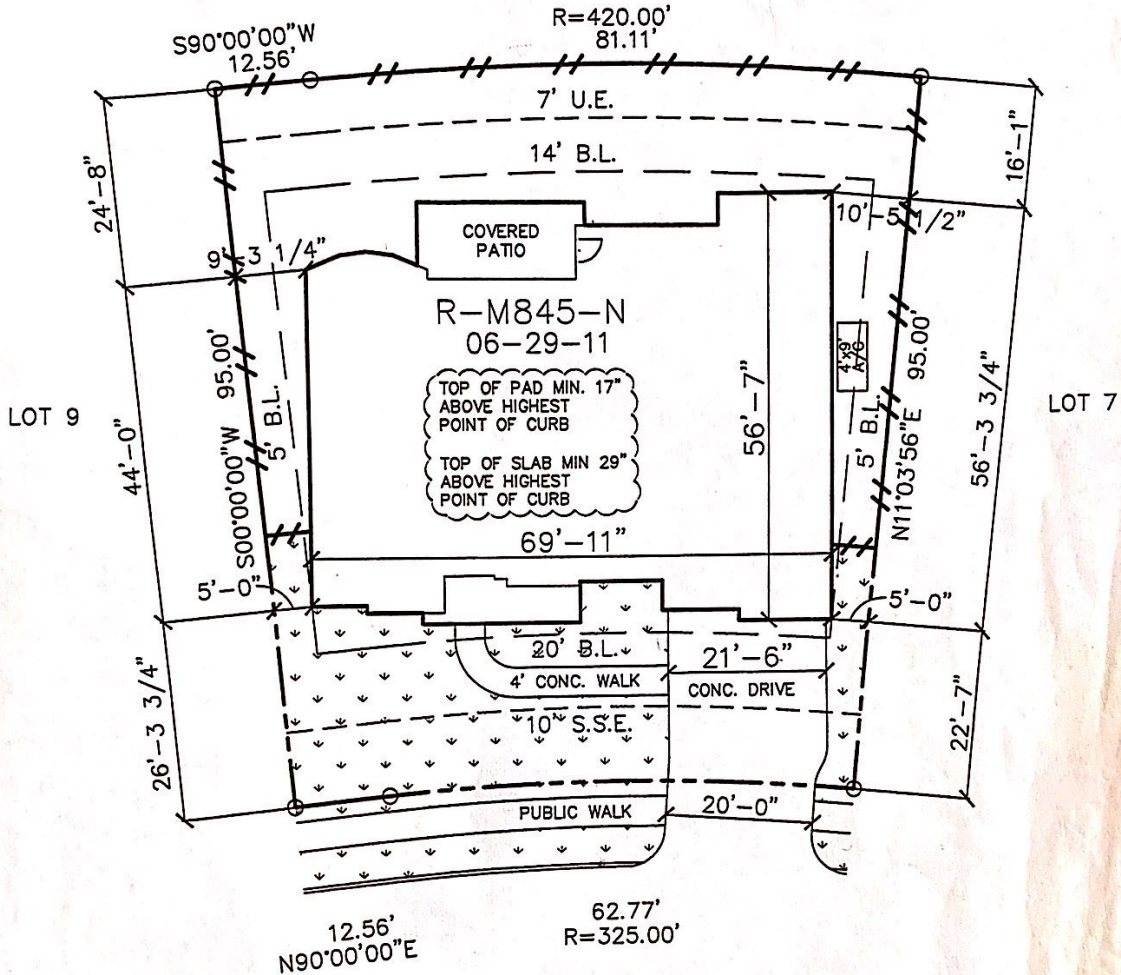 S90°00'00"W
12.56'
R=420.00'
81.11'
7' U.E.
14' B.L.
24'-8"
16'-1"
COVERED
PATIO
10'-5 1/2"
9'-3 1/4"
R-M845-N
06-29-11
TOP OF PAD MIN. 17"
ABOVE HIGHEST
POINT OF CURB
TOP OF SLAB MIN 29"
ABOVE HIGHEST
POINT OF CURB
4'x9'
A/C
95.00'
95.00'
LOT 9
LOT 7
5' B.L.
5' B.L.
56'-7"
44'-0"
56'-3 3/4"
S00°00'00"W
N11°03'56"E
69'-11"
5'-0"
5'-0"
20' B.L.
21'-6"
4' CONC. WALK
CONC. DRIVE
10' S.S.E.
26'-3 3/4"
22'-7"
PUBLIC WALK
20'-0"
12.56'
N90°00'00"E
62.77'
R=325.00'